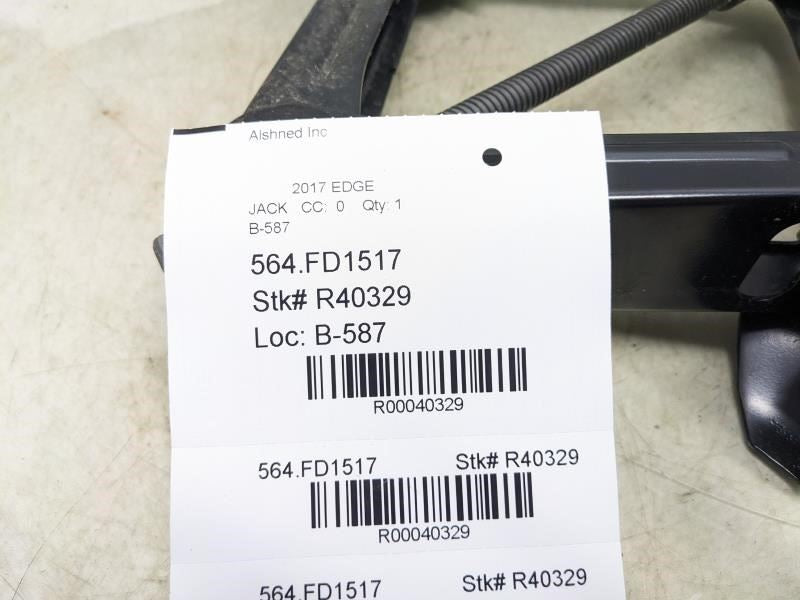 Alshned Inc
2017 EDGE
JACK CC: 0 Qty: 1
B-587
564.FD1517
Stk# R40329
Loc: B-587
R00040329
564.FD1517 Stk# R40329
R00040329
564.FD1517 Stk# R40329